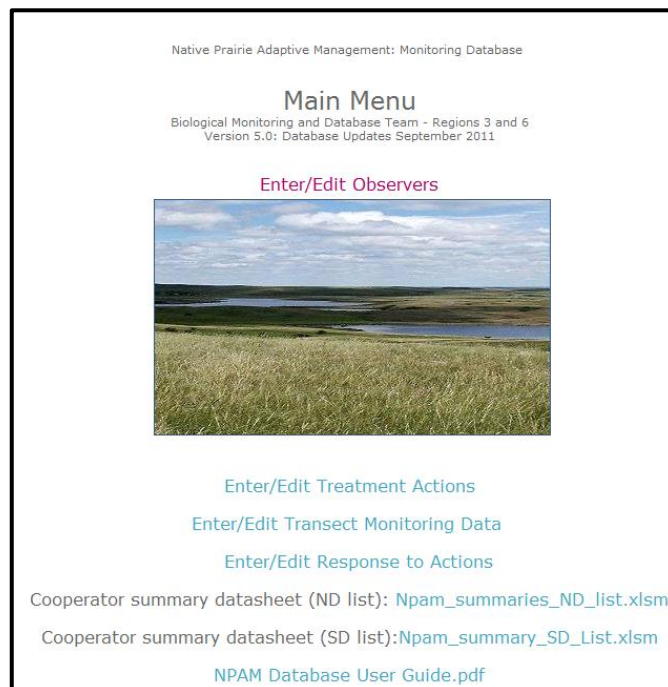 Native Prairie Adaptive Management: Monitoring Database
Main Menu
Biological Monitoring and Database Team - Regions 3 and 6
Version 5.0: Database Updates September 2011
Enter/Edit Observers
Enter/Edit Treatment Actions
Enter/Edit Transect Monitoring Data
Enter/Edit Response to Actions
Cooperator summary datasheet (ND list): Npam_summaries_ND_list.xlsm
Cooperator summary datasheet (SD list):Npam_summary_SD_List.xlsm
NPAM Database User Guide.pdf